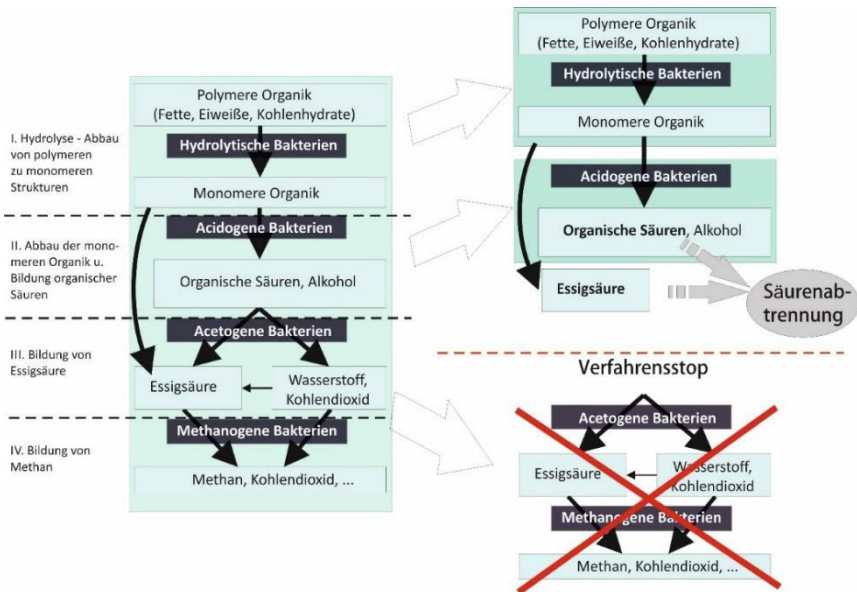 Polymere Organik
(Fette, Eiweiße, Kohlenhydrate)
Hydrolytische Bakterien
I. Hydrolyse - Abbau
von polymeren
zu monomeren
Strukturen
Monomere Organik
Acidogene Bakterien
II. Abbau der mono-
meren Organik u.
Bildung organischer
Säuren
Organische Säuren, Alkohol
Acetogene Bakterien
III. Bildung von
Essigsäure
Essigsäure
Wasserstoff,
Kohlendioxid
Methanogene Bakterien
IV. Bildung von
Methan
Methan, Kohlendioxid, ...
Polymere Organik
(Fette, Eiweiße, Kohlenhydrate)
Hydrolytische Bakterien
Monomere Organik
Acidogene Bakterien
Organische Säuren, Alkohol
Essigsäure
Säurenab-
trennung
Verfahrensstop
Acetogene Bakterien
Essigsäure
Wasserstoff,
Kohlendioxid
Methanogene Bakterien
Methan, Kohlendioxid, ...